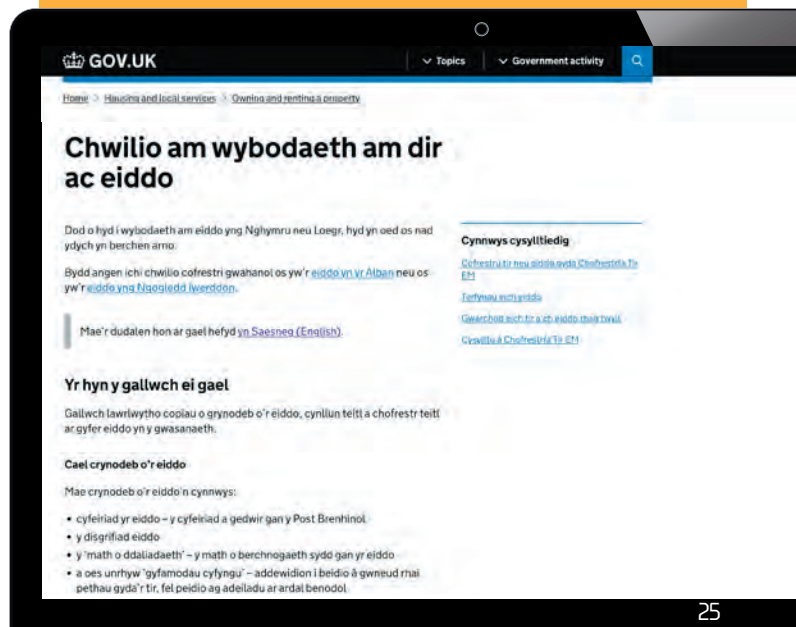 GOV.UK
Topics
Government activity
Home > Housing and local services > Owning and renting a property
Chwilio am wybodaeth am dir
ac eiddo
Dod o hyd i wybodaeth am eiddo yng Nghymru neu Loegr, hyd yn oed os nad
ydych yn berchen arno.
Bydd angen ichi chwilio cofrestri gwahanol os yw'r eiddo yn yr Alban neu os
yw'r eiddo yng Ngogledd Iwerddon.
Mae'r dudalen hon ar gael hefyd yn Saesneg (English).
Yr hyn y gallwch ei gael
Gallwch lawrlwytho copïau o grynodeb o'r eiddo, cynllun teitl a chofrestr teitl
ar gyfer eiddo yn y gwasanaeth.
Cael crynodeb o'r eiddo
Mae crynodeb o'r eiddo'n cynnwys:
• cyfeiriad yr eiddo – y cyfeiriad a gedwir gan y Post Brenhinol
• y disgrifiad eiddo
• y 'math o ddaliadaeth' – y math o berchnogaeth sydd gan yr eiddo
• a oes unrhyw 'gyfamodau cyfyngu' – addewidion i beidio â gwneud rhai
pethau gyda'r tir, fel peidio ag adeiladu ar ardal benodol
Cynnwys cysylltiedig
Cofrestru tir neu eiddo gyda Chofrestrfa Tir
EM
Terfynau eich eiddo
Gwarchod eich tir a'ch eiddo rhag twyll
Cysylltu â Chofrestrfa Tir EM
25